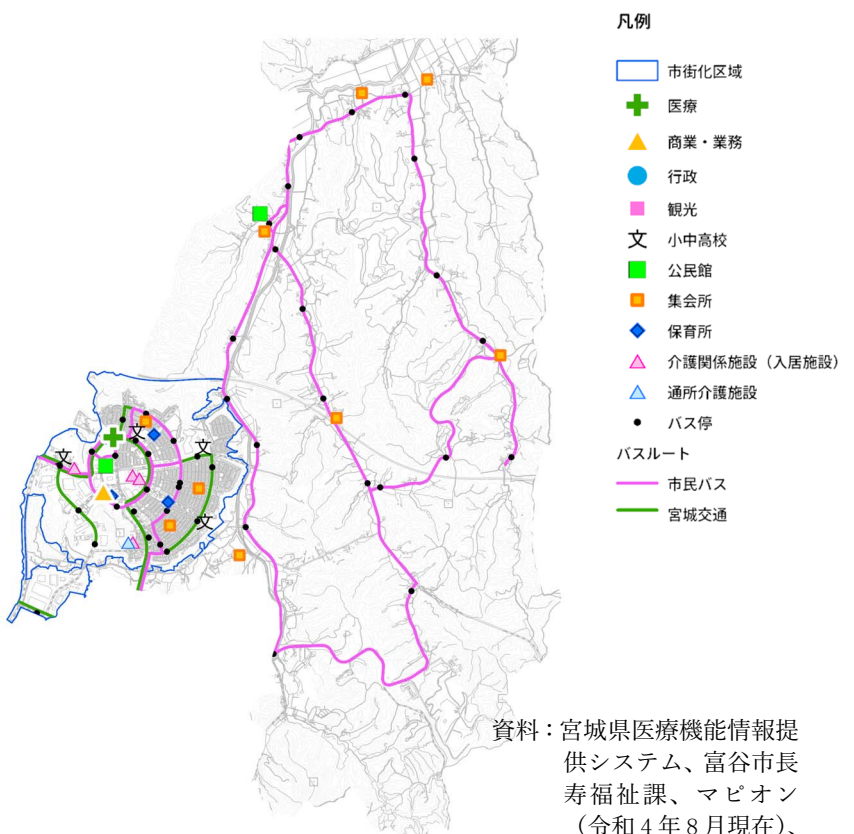 凡例
市街化区域
医療
商業・業務
行政
観光
小中高校
公民館
集会所
保育所
介護関係施設（入居施設）
通所介護施設
バス停
バスルート
市民バス
宮城交通
文
文
文
文
文
文
資料：宮城県医療機能情報提
供システム、富谷市長
寿福祉課、マピオン
（令和４年８月現在）、